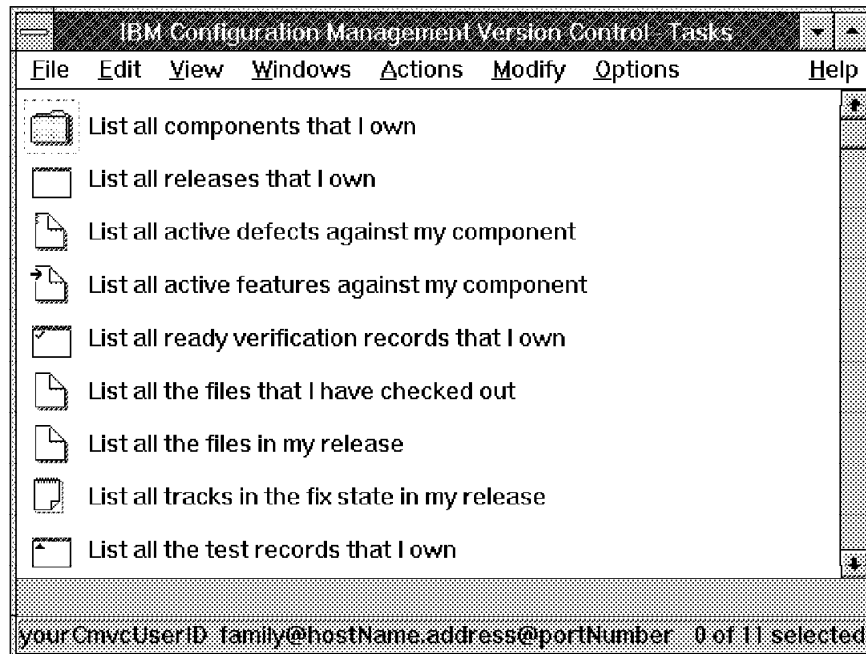 IBM Configuration Management Version Control - Tasks
File Edit View Windows Actions Modify Options Help
List all components that I own
List all releases that I own
List all active defects against my component
List all active features against my component
List all ready verification records that I own
List all the files that I have checked out
List all the files in my release
List all tracks in the fix state in my release
List all the test records that I own
yourCmvcUserID family@hostName.address@portNumber 0 of 11 selected